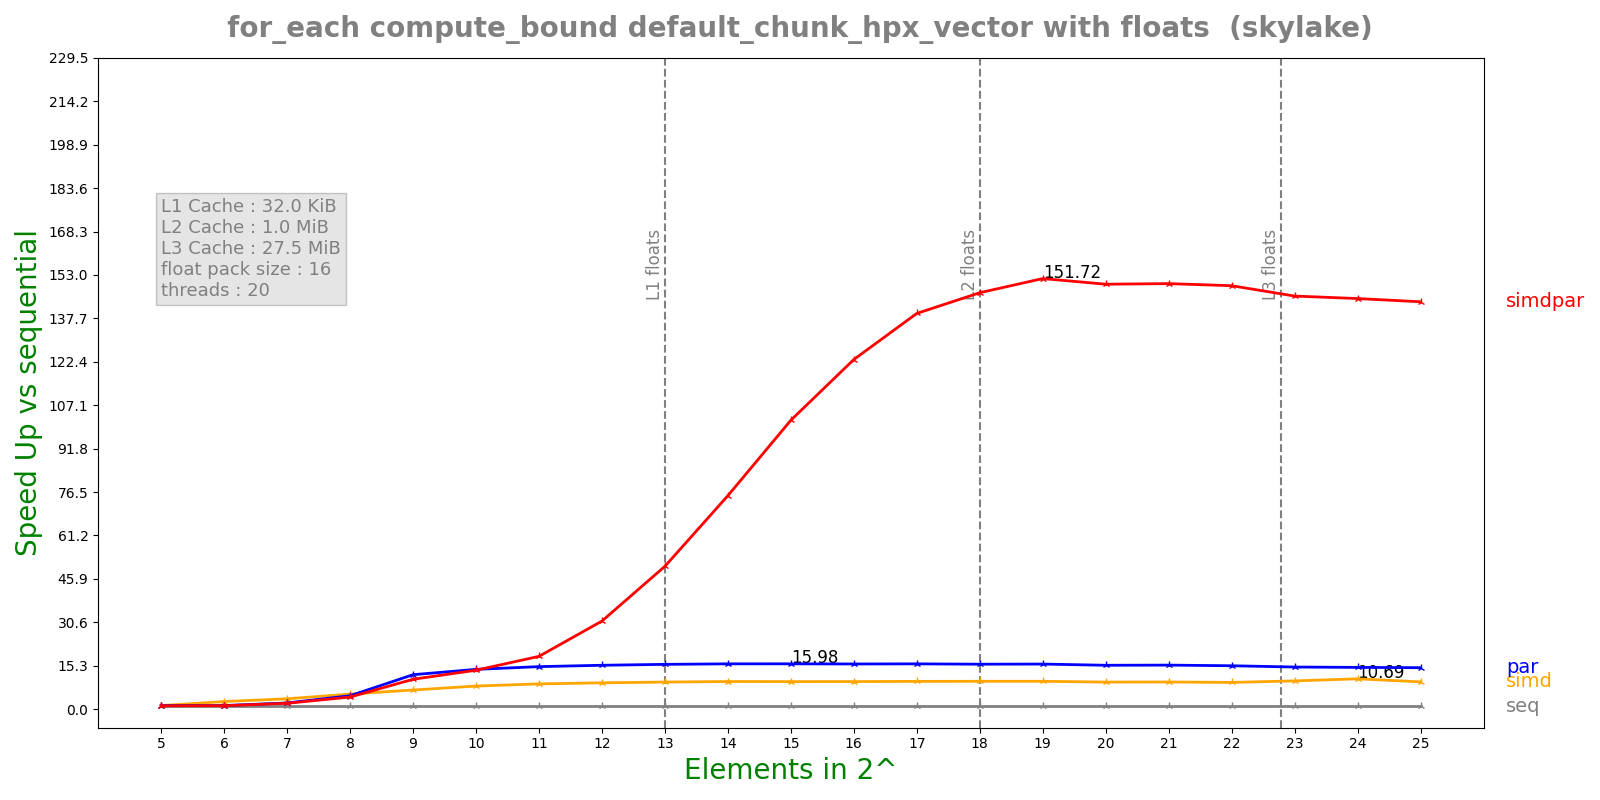 for_each compute_bound default_chunk_hpx_vector with floats (skylake)
Speed Up vs sequential
229.5
214.2
198.9
183.6
168.3
153.0
137.7
122.4
107.1
91.8
76.5
61.2
45.9
30.6
15.3
0.0
L1 Cache : 32.0 KiB
L2 Cache : 1.0 MiB
L3 Cache : 27.5 MiB
float pack size : 16
threads : 20
L1 floats
L2 floats
L3 floats
151.72
15.98
10.69
simdpar
par
simd
seq
5 6 7 8 9 10 11 12 13 14 15 16 17 18 19 20 21 22 23 24 25
Elements in 2^